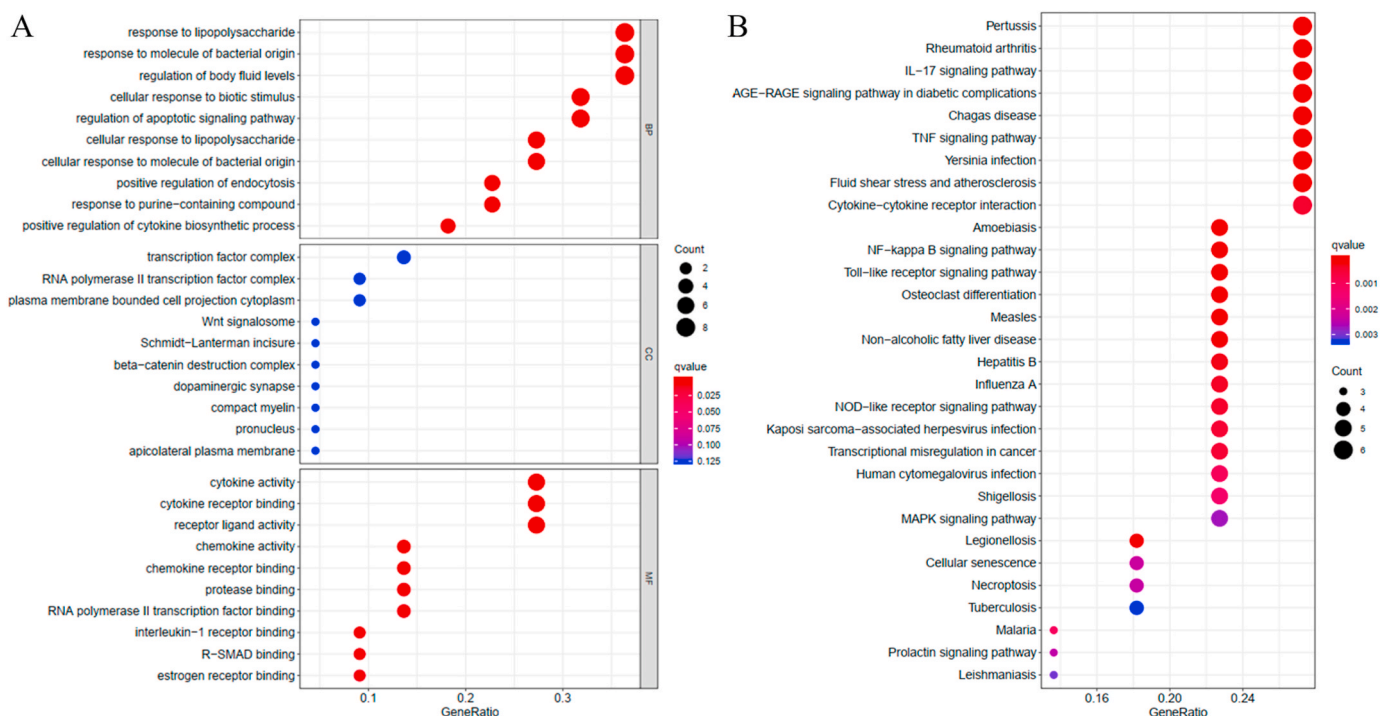 A
response to lipopolysaccharide
response to molecule of bacterial origin
regulation of body fluid levels
cellular response to biotic stimulus
regulation of apoptotic signaling pathway
cellular response to lipopolysaccharide
cellular response to molecule of bacterial origin
positive regulation of endocytosis
response to purine−containing compound
positive regulation of cytokine biosynthetic process
BP
transcription factor complex
RNA polymerase II transcription factor complex
plasma membrane bounded cell projection cytoplasm
Wnt signalosome
Schmidt−Lanterman incisure
beta−catenin destruction complex
dopaminergic synapse
compact myelin
pronucleus
apicolateral plasma membrane
CC
cytokine activity
cytokine receptor binding
receptor ligand activity
chemokine activity
chemokine receptor binding
protease binding
RNA polymerase II transcription factor binding
interleukin−1 receptor binding
R−SMAD binding
estrogen receptor binding
MF
0.1 0.2 0.3
GeneRatio
Count
2
4
6
8
qvalue
0.025
0.050
0.075
0.100
0.125
B
Pertussis
Rheumatoid arthritis
IL−17 signaling pathway
AGE−RAGE signaling pathway in diabetic complications
Chagas disease
TNF signaling pathway
Yersinia infection
Fluid shear stress and atherosclerosis
Cytokine−cytokine receptor interaction
Amoebiasis
NF−kappa B signaling pathway
Toll−like receptor signaling pathway
Osteoclast differentiation
Measles
Non−alcoholic fatty liver disease
Hepatitis B
Influenza A
NOD−like receptor signaling pathway
Kaposi sarcoma−associated herpesvirus infection
Transcriptional misregulation in cancer
Human cytomegalovirus infection
Shigellosis
MAPK signaling pathway
Legionellosis
Cellular senescence
Necroptosis
Tuberculosis
Malaria
Prolactin signaling pathway
Leishmaniasis
0.16 0.20 0.24
GeneRatio
qvalue
0.001
0.002
0.003
Count
3
4
5
6